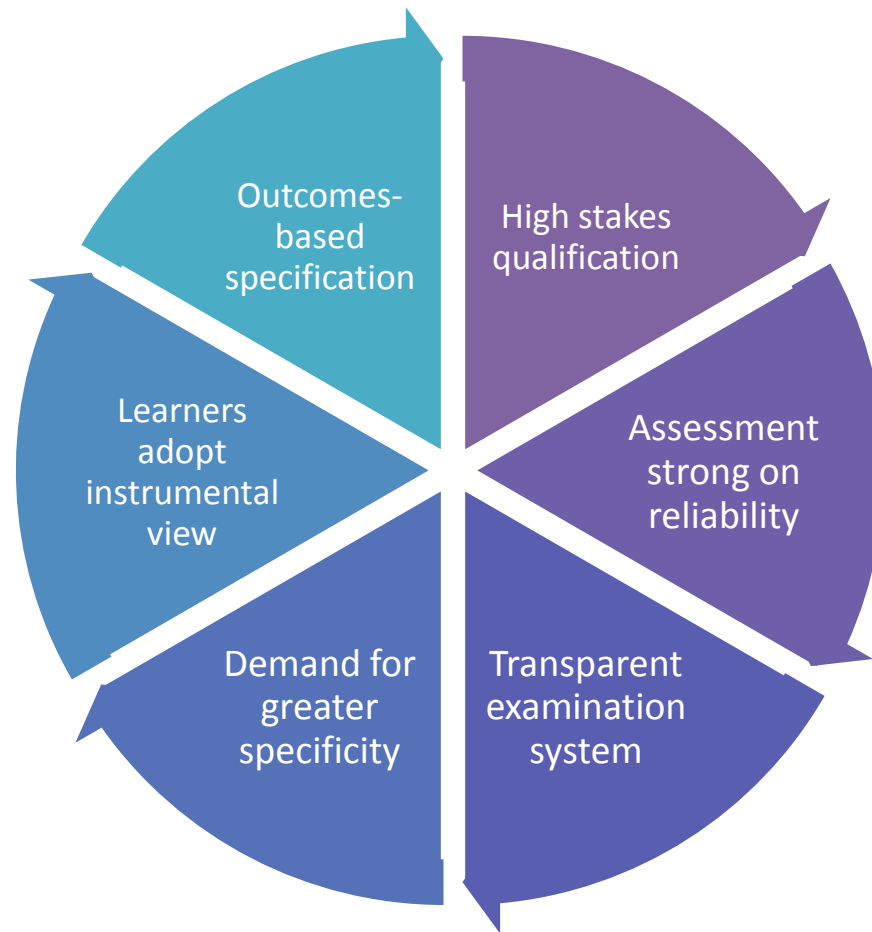 High stakes
qualification
Assessment
strong on
reliability
Transparent
examination
system
Demand for
greater
specificity
Learners
adopt
instrumental
view
Outcomes-
based
specification